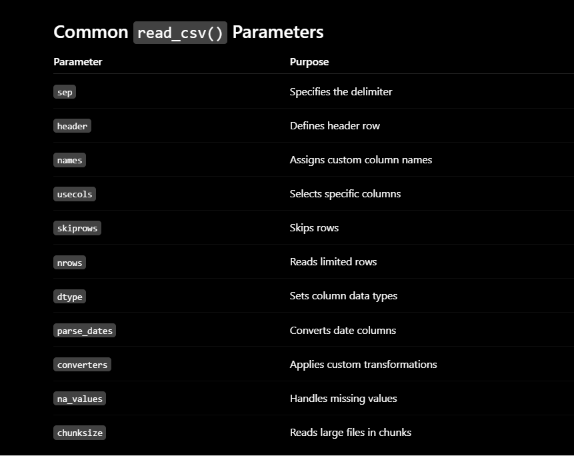 Common read_csv() Parameters
Parameter Purpose
sep Specifies the delimiter
header Defines header row
names Assigns custom column names
usecols Selects specific columns
skiprows Skips rows
nrows Reads limited rows
dtype Sets column data types
parse_dates Converts date columns
converters Applies custom transformations
na_values Handles missing values
chunksize Reads large files in chunks